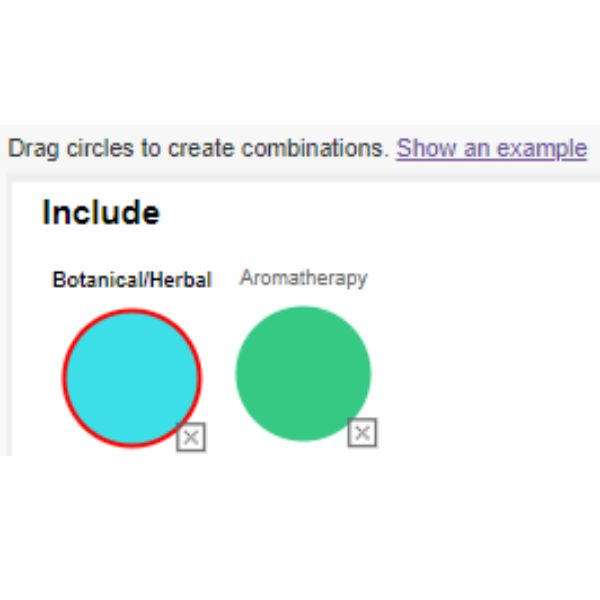 Drag circles to create combinations. Show an example
Include
Botanical/Herbal Aromatherapy